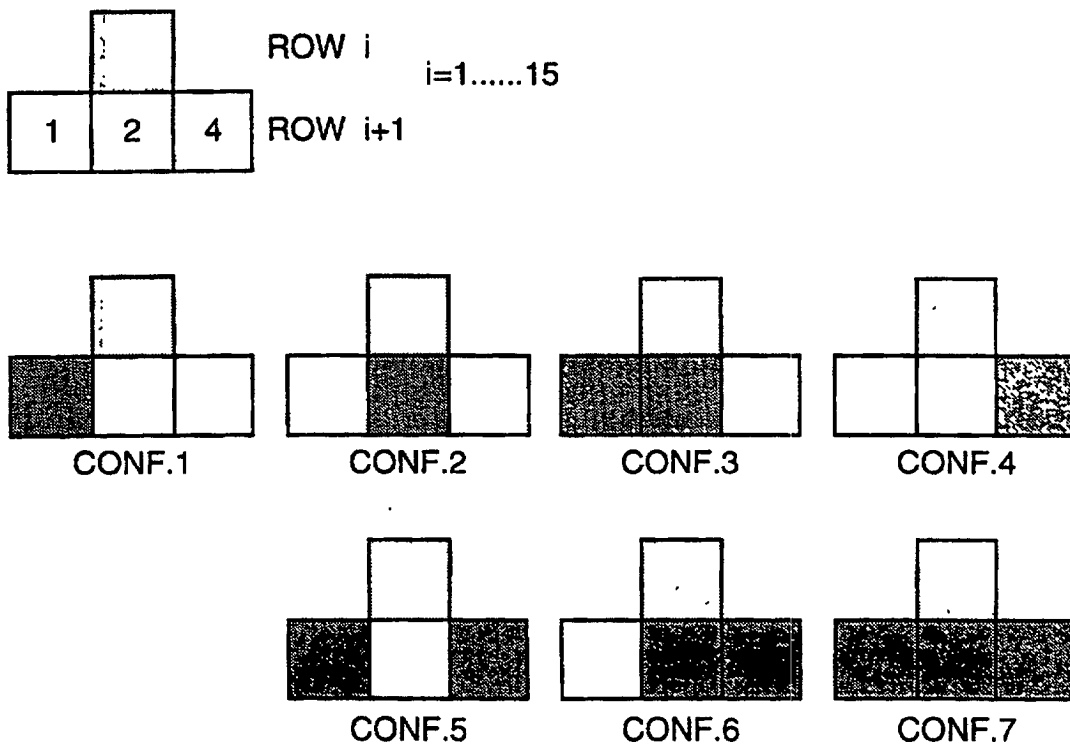 ROW i
i=1......15
1 2 4 ROW i+1
CONF.1 CONF.2 CONF.3 CONF.4
CONF.5 CONF.6 CONF.7